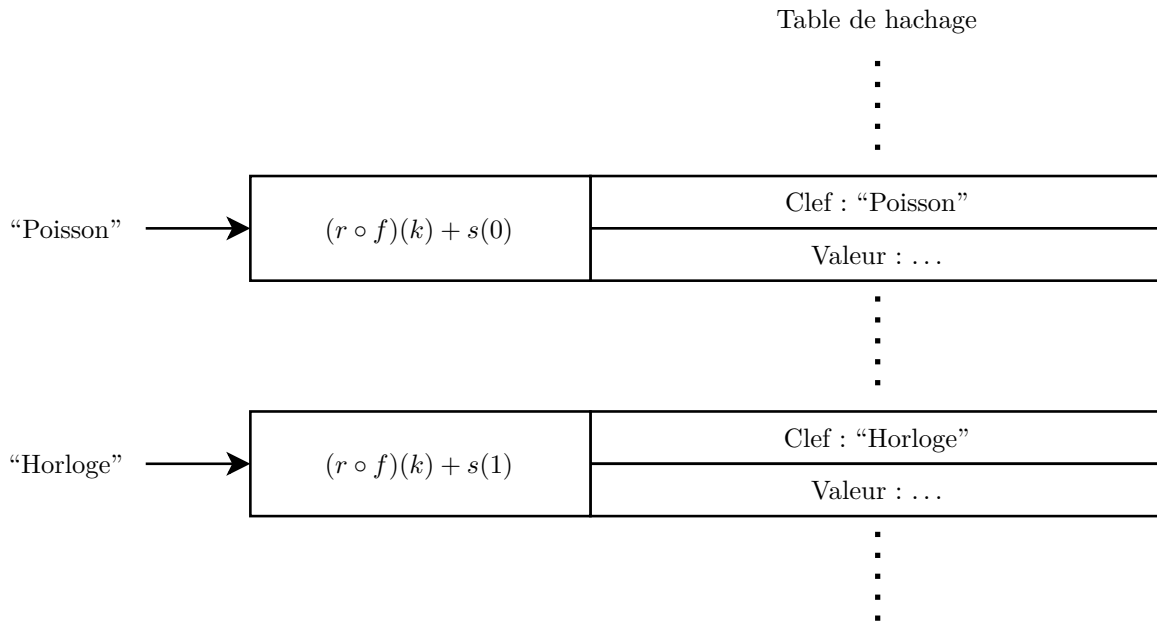 Table de hachage
“Poisson”
(r ∘ f)(k) + s(0)
Clef : “Poisson”
Valeur : . . .
“Horloge”
(r ∘ f)(k) + s(1)
Clef : “Horloge”
Valeur : . . .